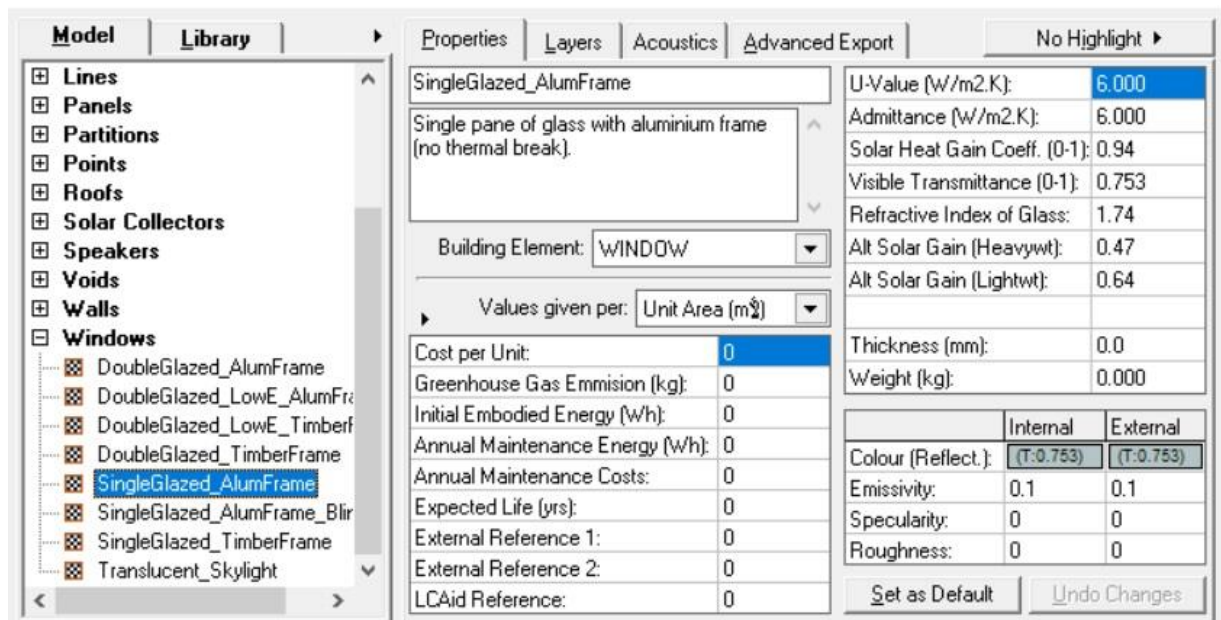 Model
Library
Lines
Panels
Partitions
Points
Roofs
Solar Collectors
Speakers
Voids
Walls
Windows
DoubleGlazed_AlumFrame
DoubleGlazed_LowE_AlumFra
DoubleGlazed_LowE_TimberF
DoubleGlazed_TimberFrame
SingleGlazed_AlumFrame
SingleGlazed_AlumFrame_Blin
SingleGlazed_TimberFrame
Translucent_Skylight
Properties
Layers
Acoustics
Advanced Export
No Highlight
SingleGlazed_AlumFrame
Single pane of glass with aluminium frame
(no thermal break).
Building Element: WINDOW
Values given per: Unit Area (m²)
Cost per Unit: 0
Greenhouse Gas Emmision (kg): 0
Initial Embodied Energy (Wh): 0
Annual Maintenance Energy (Wh): 0
Annual Maintenance Costs: 0
Expected Life (yrs): 0
External Reference 1: 0
External Reference 2: 0
LCAid Reference: 0
U-Value (W/m2.K): 6.000
Admittance (W/m2.K): 6.000
Solar Heat Gain Coeff. (0-1): 0.94
Visible Transmittance (0-1): 0.753
Refractive Index of Glass: 1.74
Alt Solar Gain (Heavywt): 0.47
Alt Solar Gain (Lightwt): 0.64
Thickness (mm): 0.0
Weight (kg): 0.000
Internal External
Colour (Reflect.): (T:0.753) (T:0.753)
Emissivity: 0.1 0.1
Specularity: 0 0
Roughness: 0 0
Set as Default
Undo Changes